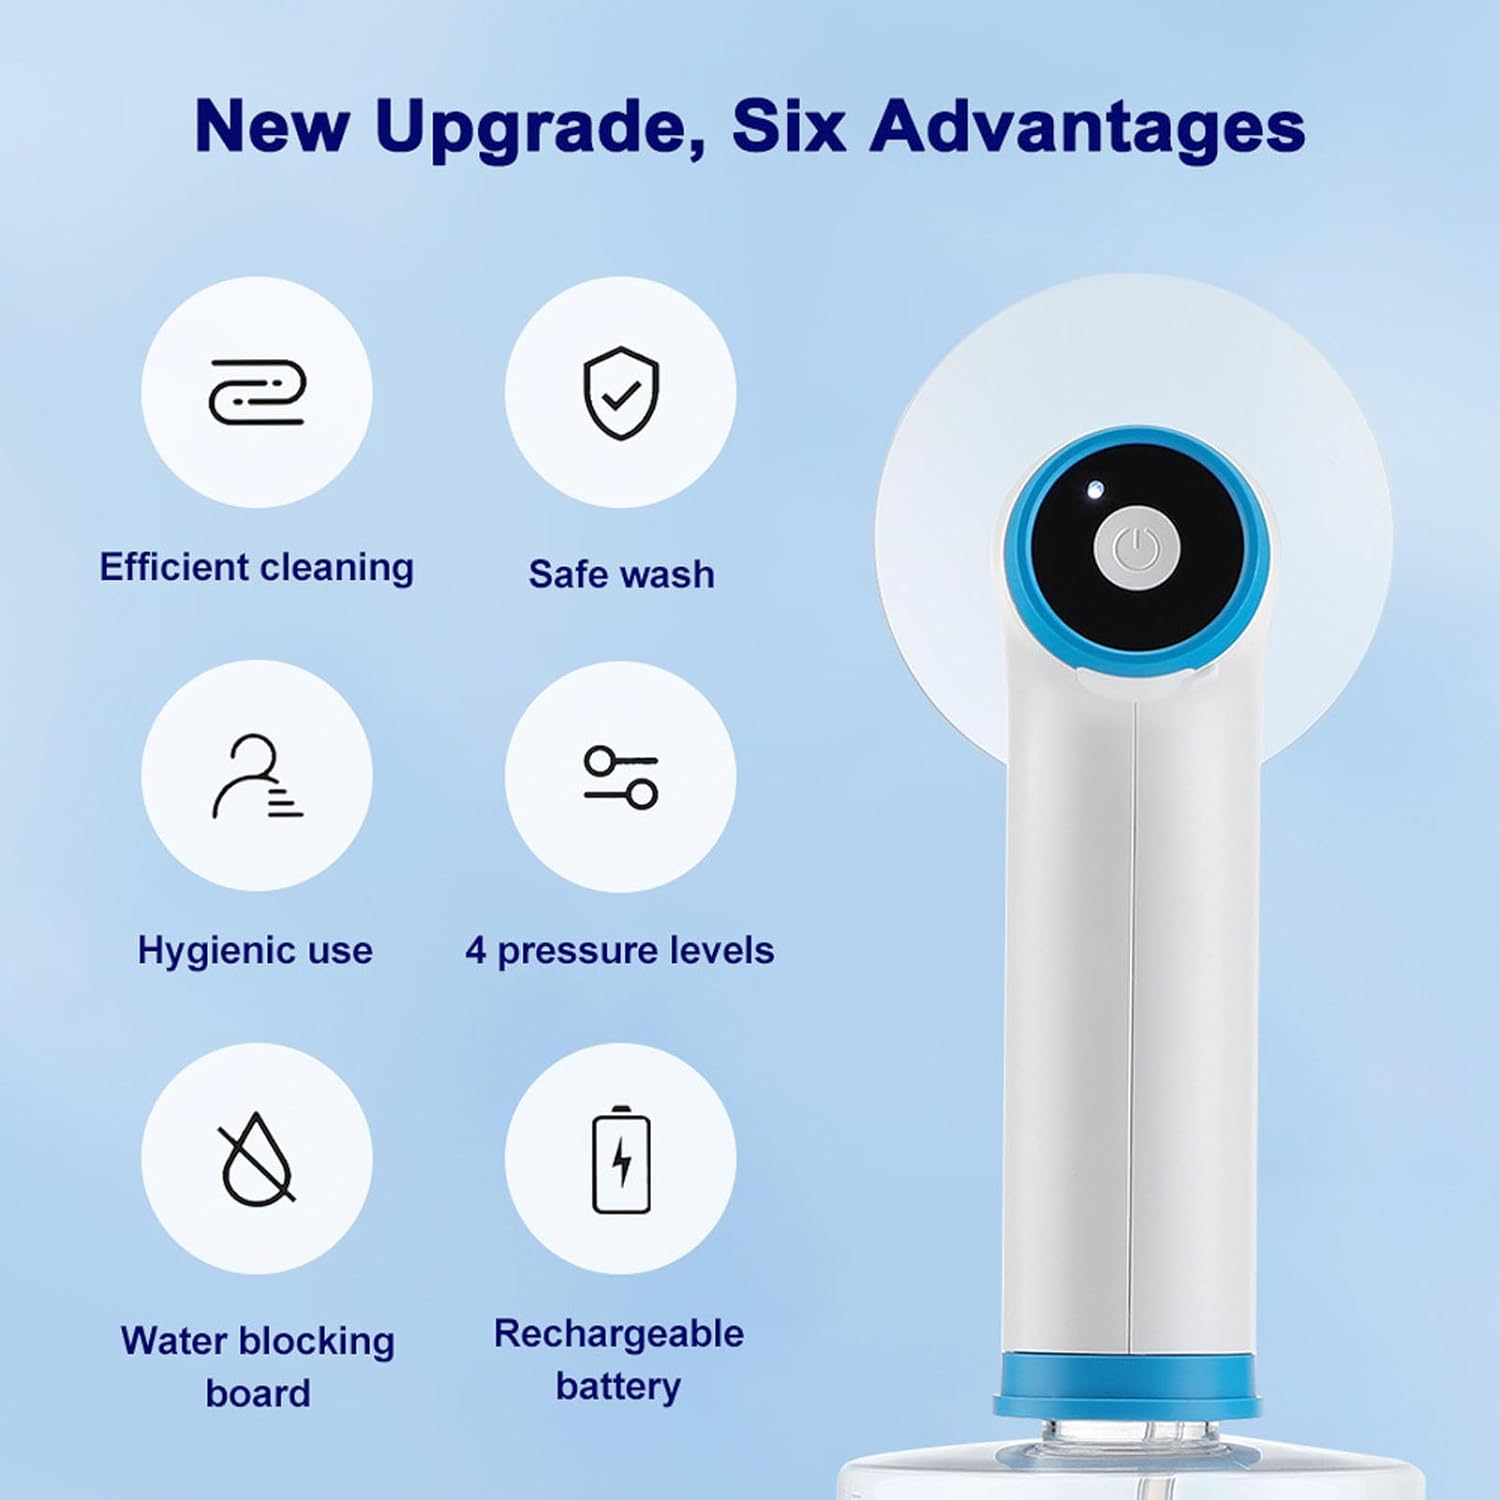 New Upgrade, Six Advantages
Efficient cleaning
Safe wash
Hygienic use
4 pressure levels
Water blocking
board
Rechargeable
battery